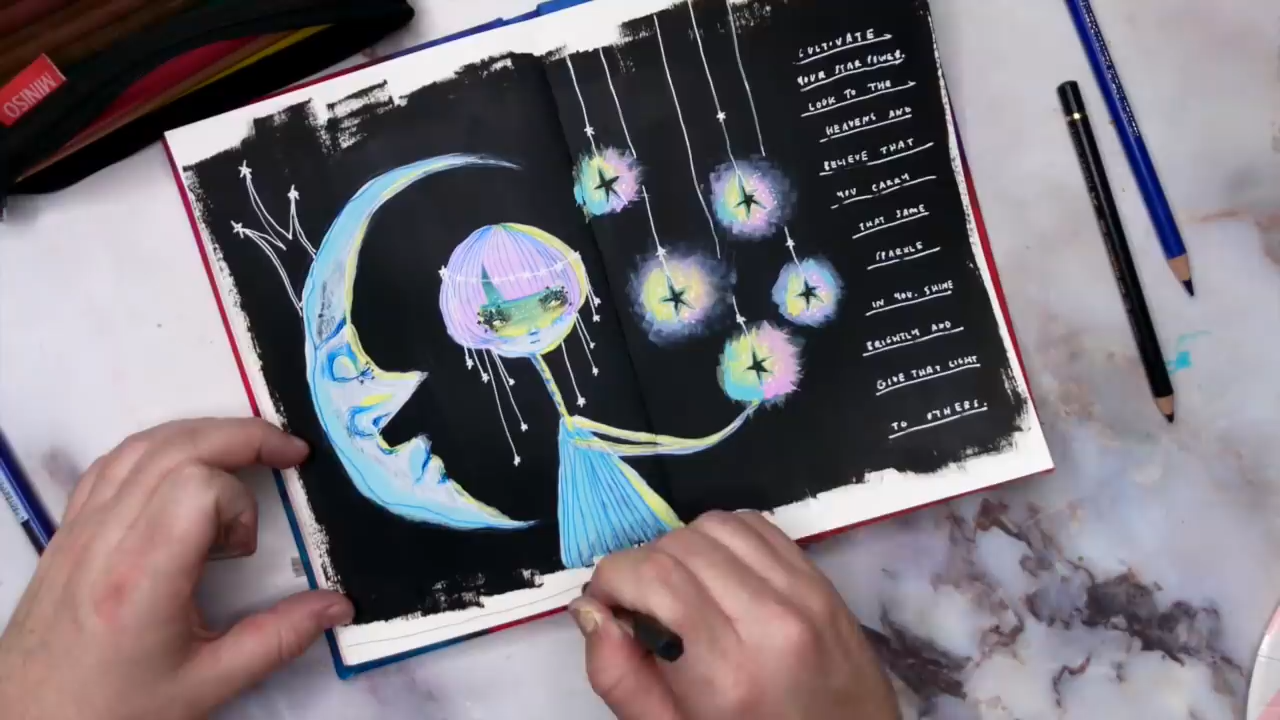 MINISO
CULTIVATE
YOUR STAR POWER.
LOOK TO THE
HEAVENS AND
BELIEVE THAT
YOU CARRY
THAT SAME
SPARKLE
IN YOU. SHINE
BRIGHTLY AND
GIVE THAT LIGHT
TO OTHERS.